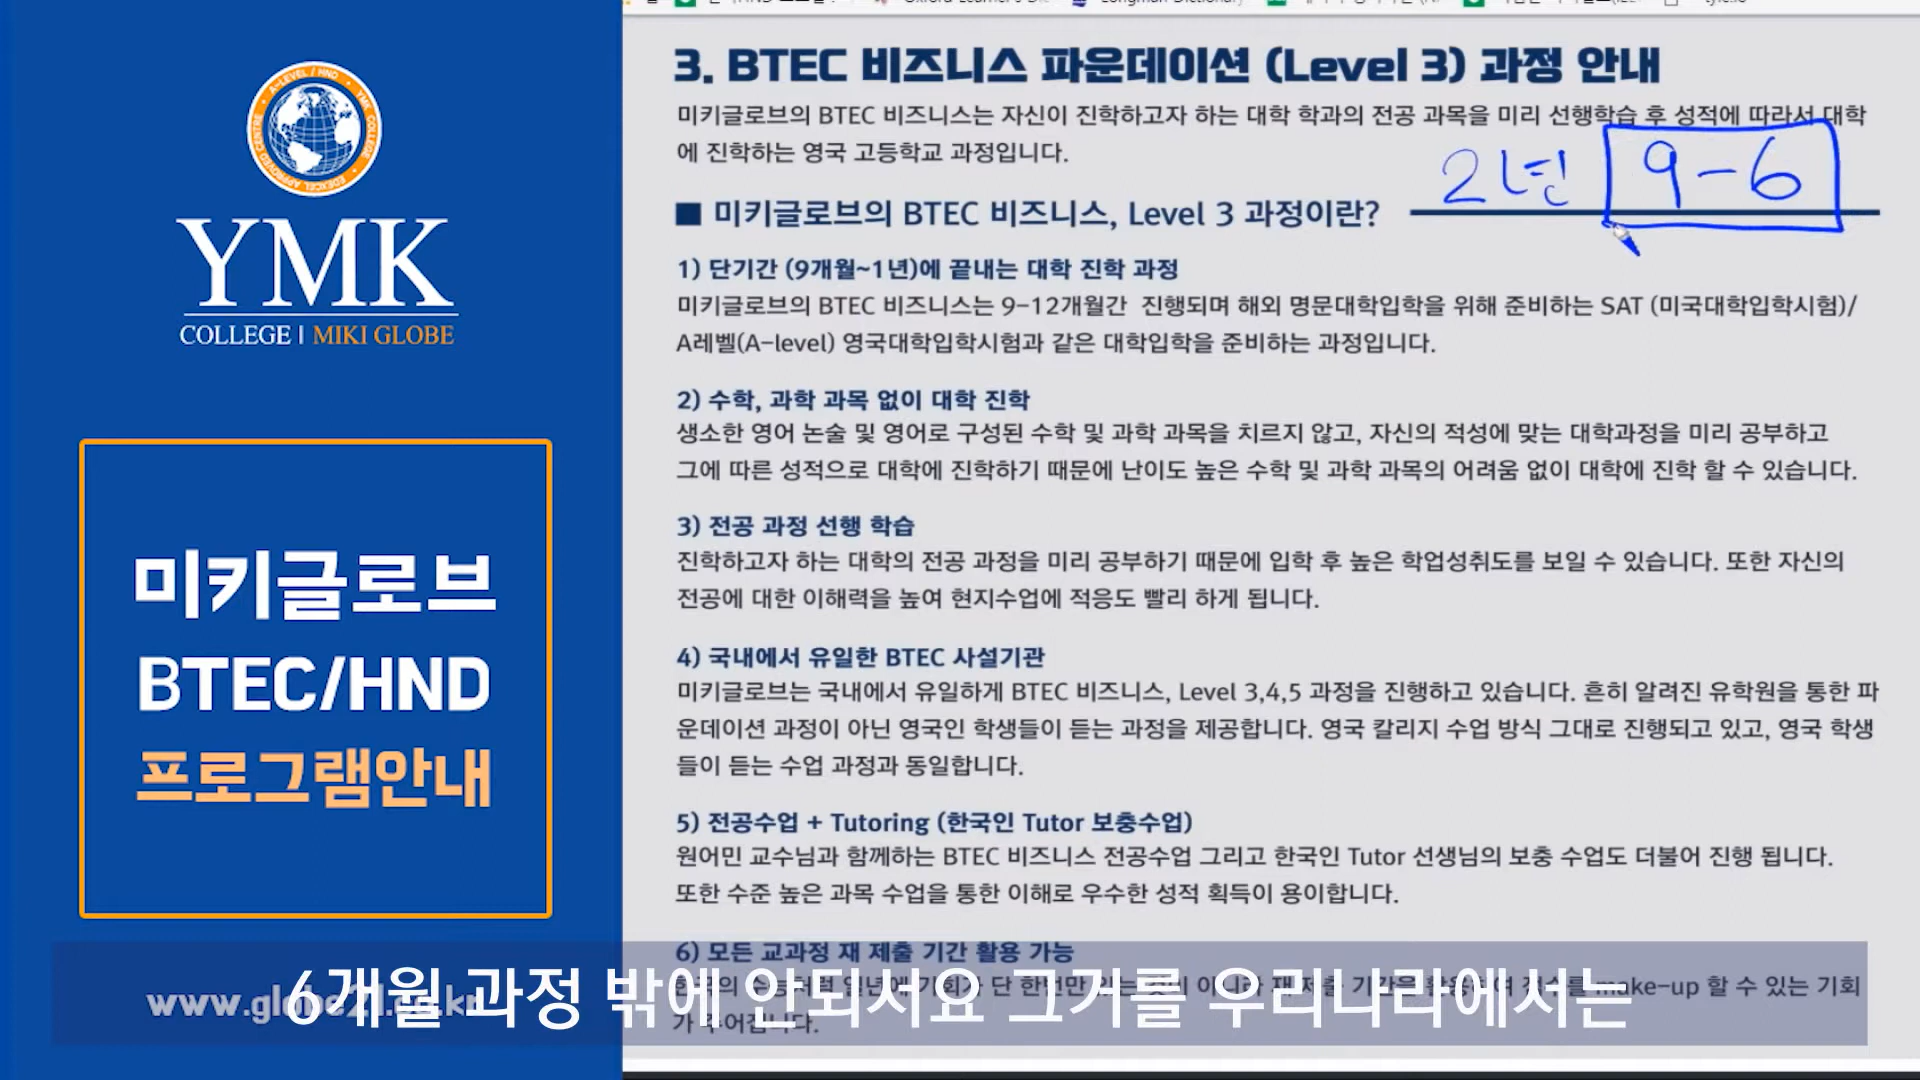 A-LEVEL / HND • YMK COLLEGE • EDEXCEL APPROVED CENTRE
YMK
COLLEGE | MIKI GLOBE
미키글로브
BTEC/HND
프로그램안내
3. BTEC 비즈니스 파운데이션 (Level 3) 과정 안내
미키글로브의 BTEC 비즈니스는 자신이 진학하고자 하는 대학 학과의 전공 과목을 미리 선행학습 후 성적에 따라서 대학
에 진학하는 영국 고등학교 과정입니다.
2년 9-6
■ 미키글로브의 BTEC 비즈니스, Level 3 과정이란?
1) 단기간 (9개월~1년)에 끝내는 대학 진학 과정
미키글로브의 BTEC 비즈니스는 9-12개월간 진행되며 해외 명문대학입학을 위해 준비하는 SAT (미국대학입학시험)/
A레벨(A-level) 영국대학입학시험과 같은 대학입학을 준비하는 과정입니다.
2) 수학, 과학 과목 없이 대학 진학
생소한 영어 논술 및 영어로 구성된 수학 및 과학 과목을 치르지 않고, 자신의 적성에 맞는 대학과정을 미리 공부하고
그에 따른 성적으로 대학에 진학하기 때문에 난이도 높은 수학 및 과학 과목의 어려움 없이 대학에 진학 할 수 있습니다.
3) 전공 과정 선행 학습
진학하고자 하는 대학의 전공 과정을 미리 공부하기 때문에 입학 후 높은 학업성취도를 보일 수 있습니다. 또한 자신의
전공에 대한 이해력을 높여 현지수업에 적응도 빨리 하게 됩니다.
4) 국내에서 유일한 BTEC 사설기관
미키글로브는 국내에서 유일하게 BTEC 비즈니스, Level 3,4,5 과정을 진행하고 있습니다. 흔히 알려진 유학원을 통한 파
운데이션 과정이 아닌 영국인 학생들이 듣는 과정을 제공합니다. 영국 칼리지 수업 방식 그대로 진행되고 있고, 영국 학생
들이 듣는 수업 과정과 동일합니다.
5) 전공수업 + Tutoring (한국인 Tutor 보충수업)
원어민 교수님과 함께하는 BTEC 비즈니스 전공수업 그리고 한국인 Tutor 선생님의 보충 수업도 더불어 진행 됩니다.
또한 수준 높은 과목 수업을 통한 이해로 우수한 성적 획득이 용이합니다.
6) 모든 교과정 재 제출 기간 활용 가능
make-up 할 수 있는 기회
가 주어집니다.
www.globe21.co.kr
6개월 과정 밖에 안되서요 그거를 우리나라에서는